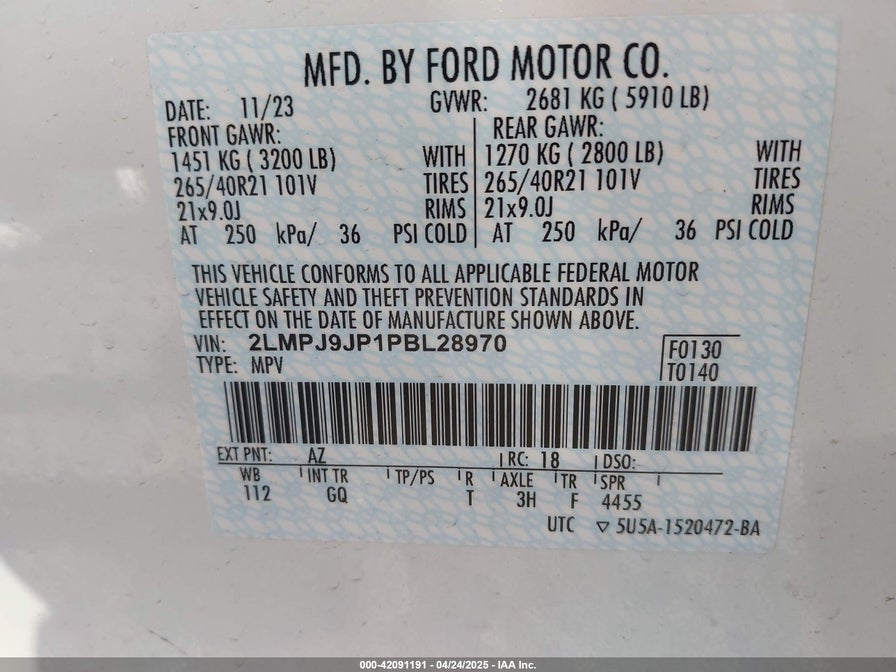 MFD. BY FORD MOTOR CO.
DATE: 11/23 GVWR: 2681 KG ( 5910 LB)
FRONT GAWR: REAR GAWR:
1451 KG ( 3200 LB) WITH 1270 KG ( 2800 LB) WITH
265/40R21 101V TIRES 265/40R21 101V TIRES
21x9.0J RIMS 21x9.0J RIMS
AT 250 kPa/ 36 PSI COLD AT 250 kPa/ 36 PSI COLD
THIS VEHICLE CONFORMS TO ALL APPLICABLE FEDERAL MOTOR
VEHICLE SAFETY AND THEFT PREVENTION STANDARDS IN
EFFECT ON THE DATE OF MANUFACTURE SHOWN ABOVE.
VIN: 2LMPJ9JP1PBL28970 F0130
TYPE: MPV T0140
EXT PNT: AZ RC: 18 DSO:
WB INT TR TP/PS R AXLE TR SPR
112 GQ T 3H F 4455
UTC ▽ 5U5A-1520472-BA
000-42091191 - 04/24/2025 - IAA Inc.